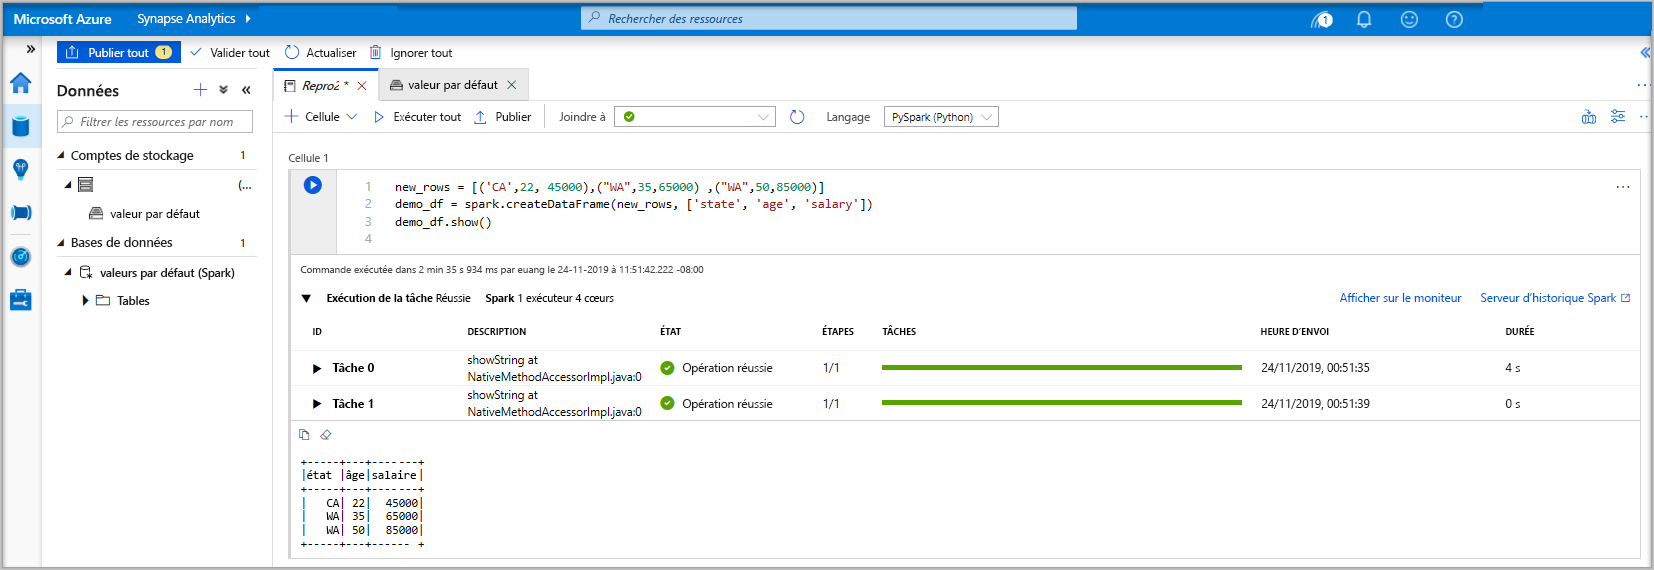 Microsoft Azure Synapse Analytics Rechercher des ressources 1
Publier tout 1 Valider tout Actualiser Ignorer tout
Données
Filtrer les ressources par nom
Comptes de stockage 1
(...
valeur par défaut
Bases de données 1
valeurs par défaut (Spark)
Tables
Repro2 * valeur par défaut
Cellule Exécuter tout Publier Joindre à Langage PySpark (Python)
Cellule 1
1 new_rows = [('CA',22, 45000),("WA",35,65000) ,("WA",50,85000)]
2 demo_df = spark.createDataFrame(new_rows, ['state', 'age', 'salary'])
3 demo_df.show()
4
Commande exécutée dans 2 min 35 s 934 ms par euang le 24-11-2019 à 11:51:42.222 -08:00
Exécution de la tâche Réussie Spark 1 exécuteur 4 cœurs Afficher sur le moniteur Serveur d'historique Spark
ID DESCRIPTION ÉTAT ÉTAPES TÂCHES HEURE D'ENVOI DURÉE
Tâche 0 showString at NativeMethodAccessorImpl.java:0 Opération réussie 1/1 24/11/2019, 00:51:35 4 s
Tâche 1 showString at NativeMethodAccessorImpl.java:0 Opération réussie 1/1 24/11/2019, 00:51:39 0 s
+-----+---+-------+
|état |âge|salaire|
+-----+---+-------+
|   CA| 22|  45000|
|   WA| 35|  65000|
|   WA| 50|  85000|
+-----+---+------ +